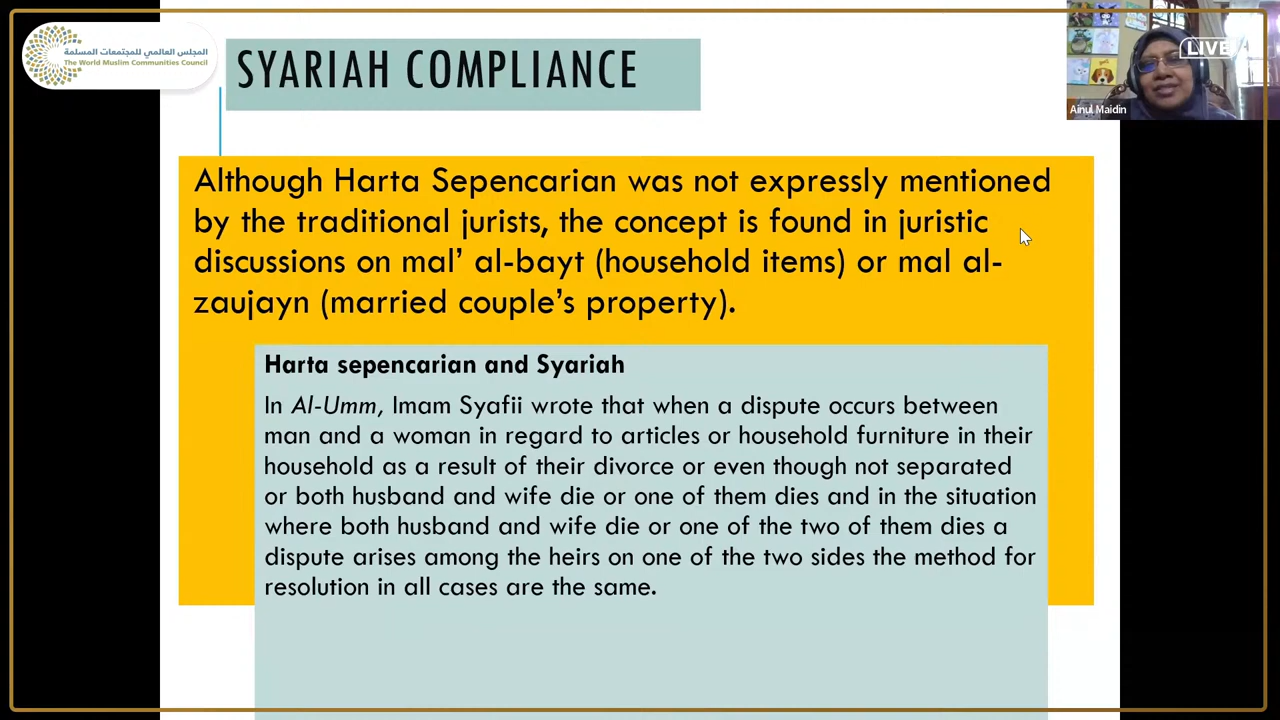 المجلس العالمي للمجتمعات المسلمة
The World Muslim Communities Council
SYARIAH COMPLIANCE
LIVE
Ainul Maidin
Although Harta Sepencarian was not expressly mentioned
by the traditional jurists, the concept is found in juristic
discussions on mal’ al-bayt (household items) or mal al-
zaujayn (married couple’s property).
Harta sepencarian and Syariah
In Al-Umm, Imam Syafii wrote that when a dispute occurs between
man and a woman in regard to articles or household furniture in their
household as a result of their divorce or even though not separated
or both husband and wife die or one of them dies and in the situation
where both husband and wife die or one of the two of them dies a
dispute arises among the heirs on one of the two sides the method for
resolution in all cases are the same.